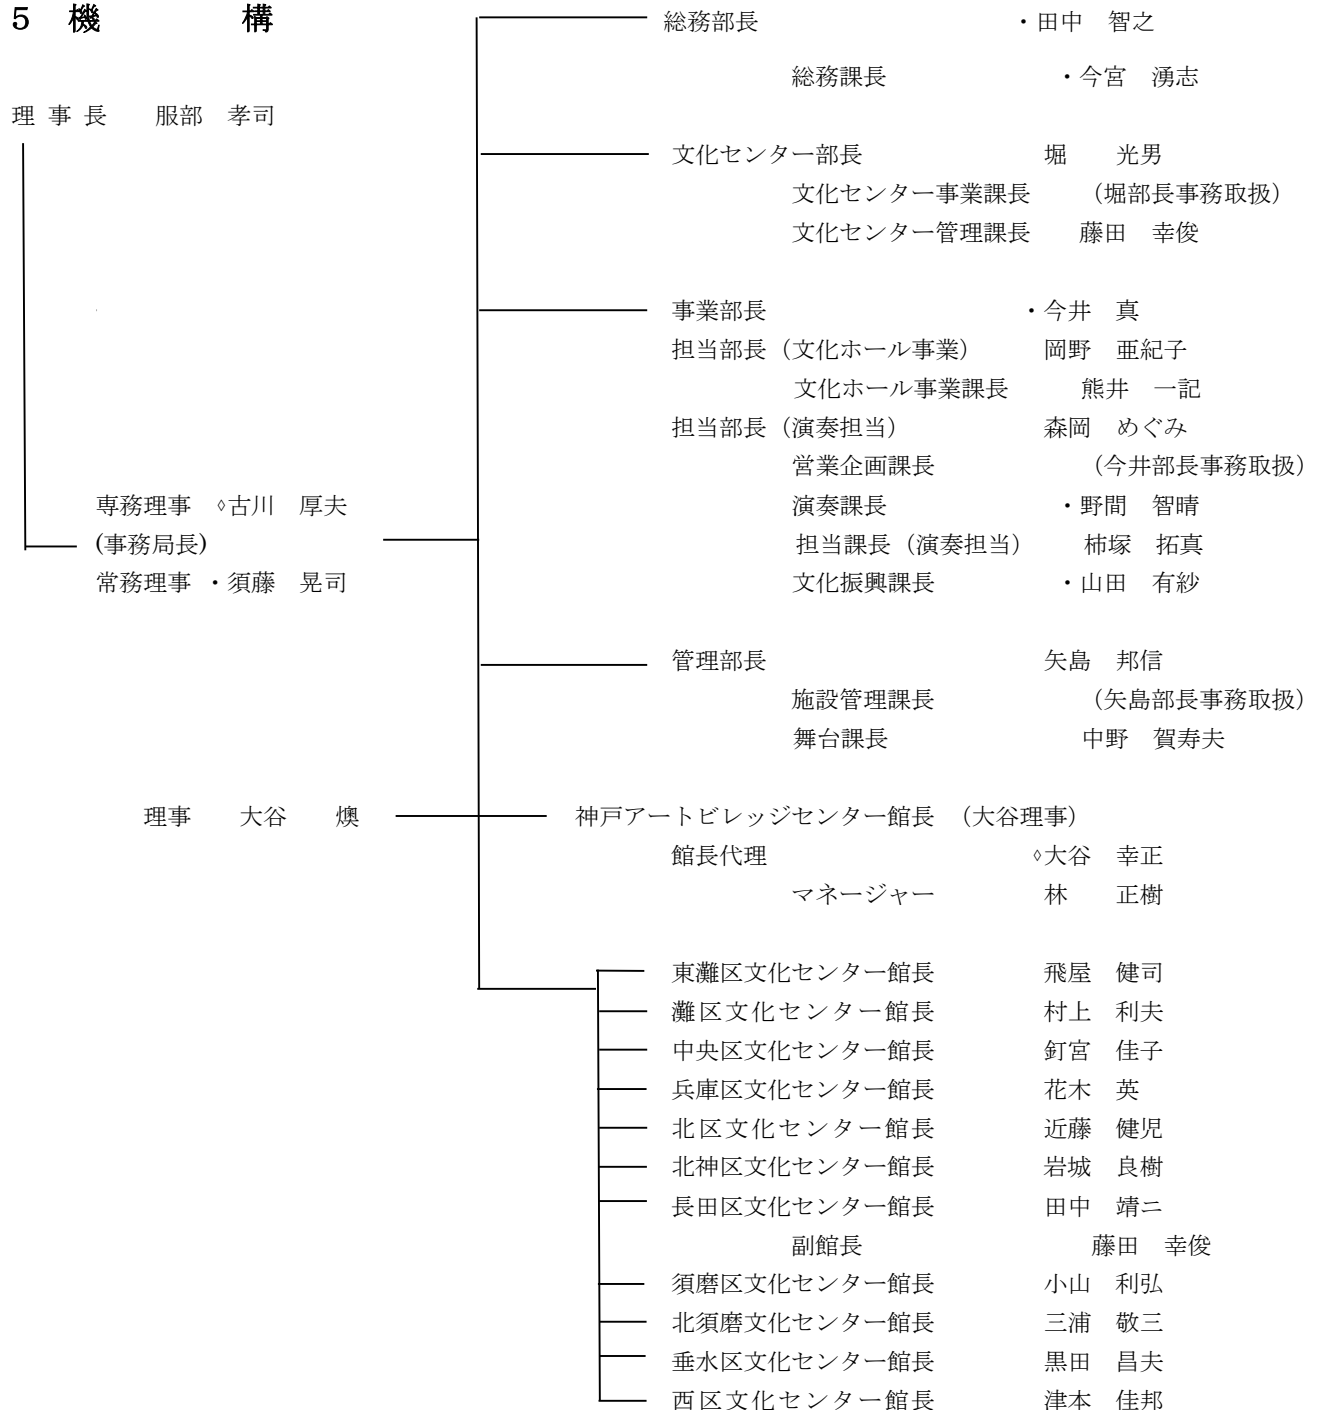 5 機 構
理 事 長 服部 孝司
専務理事 ◊古川 厚夫
(事務局長)
常務理事 ・須藤 晃司
理事 大谷 燠
総務部長 ・田中 智之
総務課長 ・今宮 湧志
文化センター部長 堀 光男
文化センター事業課長 (堀部長事務取扱)
文化センター管理課長 藤田 幸俊
事業部長 ・今井 真
担当部長(文化ホール事業) 岡野 亜紀子
文化ホール事業課長 熊井 一記
担当部長(演奏担当) 森岡 めぐみ
営業企画課長 (今井部長事務取扱)
演奏課長 ・野間 智晴
担当課長(演奏担当) 柿塚 拓真
文化振興課長 ・山田 有紗
管理部長 矢島 邦信
施設管理課長 (矢島部長事務取扱)
舞台課長 中野 賀寿夫
神戸アートビレッジセンター館長 (大谷理事)
館長代理 ◊大谷 幸正
マネージャー 林 正樹
東灘区文化センター館長 飛屋 健司
灘区文化センター館長 村上 利夫
中央区文化センター館長 釘宮 佳子
兵庫区文化センター館長 花木 英
北区文化センター館長 近藤 健児
北神区文化センター館長 岩城 良樹
長田区文化センター館長 田中 靖ニ
副館長 藤田 幸俊
須磨区文化センター館長 小山 利弘
北須磨文化センター館長 三浦 敬三
垂水区文化センター館長 黒田 昌夫
西区文化センター館長 津本 佳邦